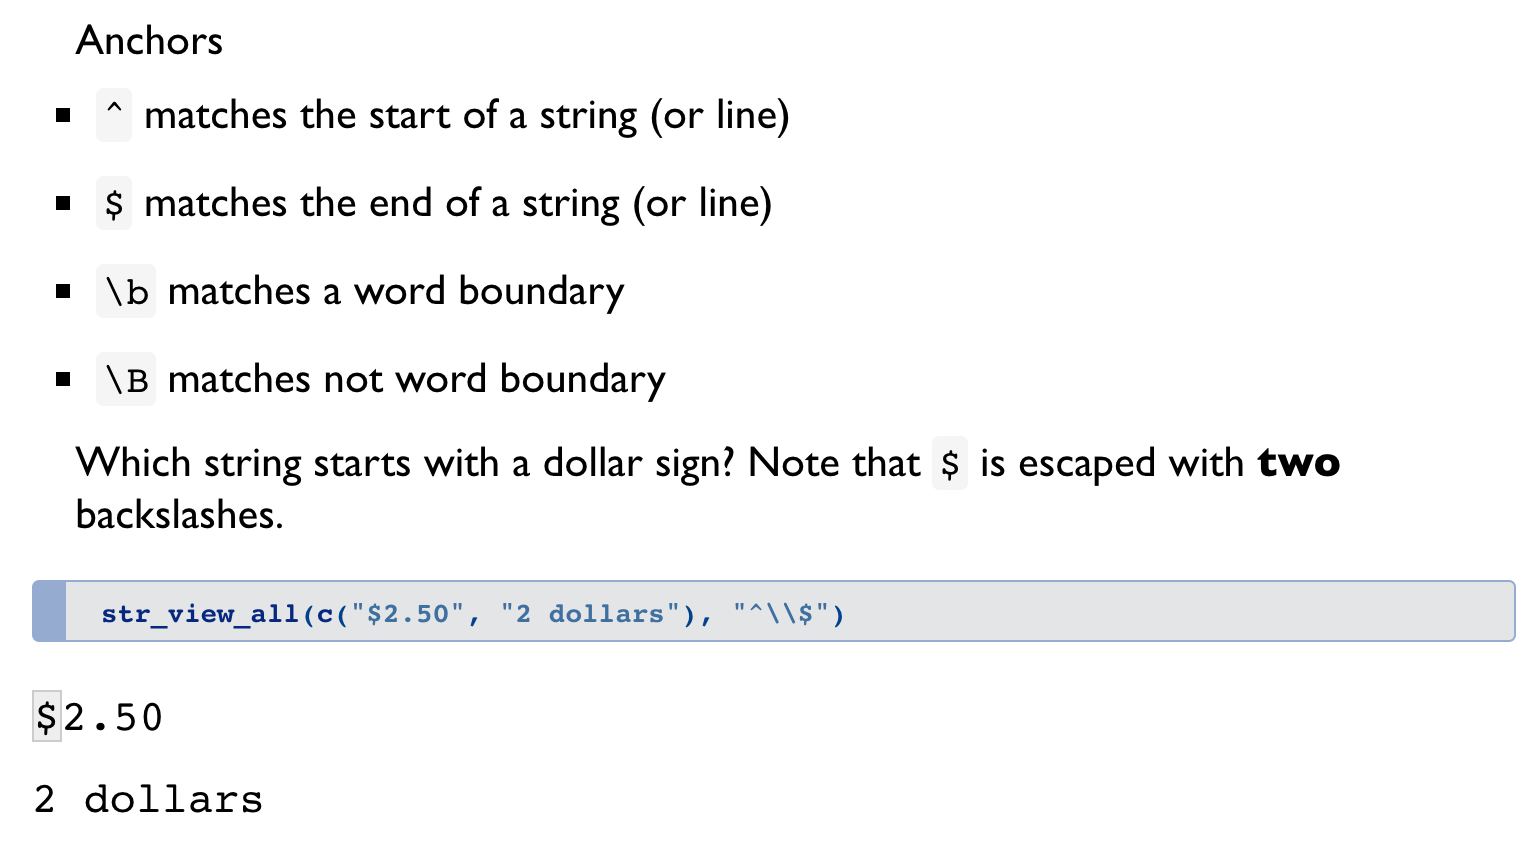 Anchors
^ matches the start of a string (or line)
$ matches the end of a string (or line)
\b matches a word boundary
\B matches not word boundary
Which string starts with a dollar sign? Note that $ is escaped with two
backslashes.
str_view_all(c("$2.50", "2 dollars"), "^\\$")
$2.50
2 dollars